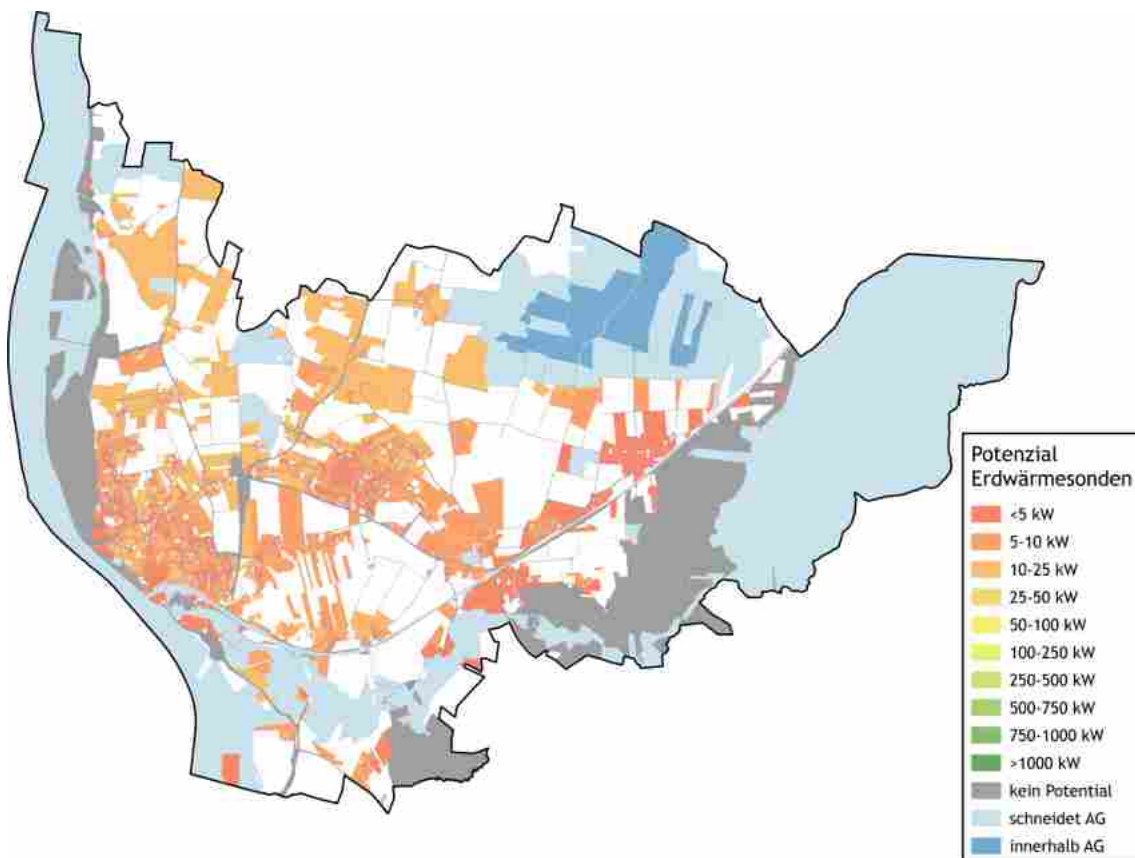 Potenzial
Erdwärmesonden
<5 kW
5-10 kW
10-25 kW
25-50 kW
50-100 kW
100-250 kW
250-500 kW
500-750 kW
750-1000 kW
>1000 kW
kein Potential
schneidet AG
innerhalb AG